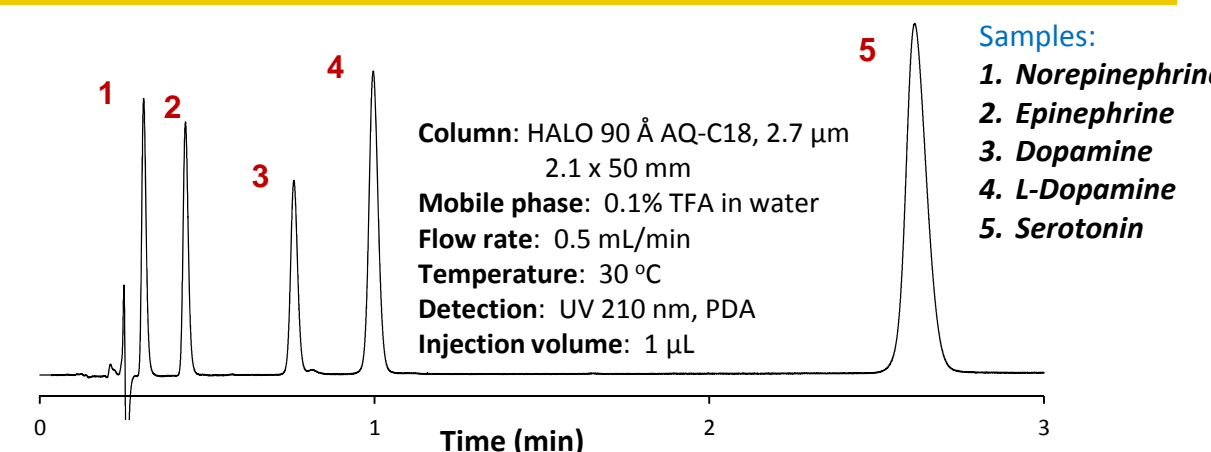 1
2
3
4
5
Column: HALO 90 Å AQ-C18, 2.7 µm
2.1 x 50 mm
Mobile phase: 0.1% TFA in water
Flow rate: 0.5 mL/min
Temperature: 30 °C
Detection: UV 210 nm, PDA
Injection volume: 1 µL
Samples:
1. Norepinephrine
2. Epinephrine
3. Dopamine
4. L-Dopamine
5. Serotonin
0
1
2
3
Time (min)